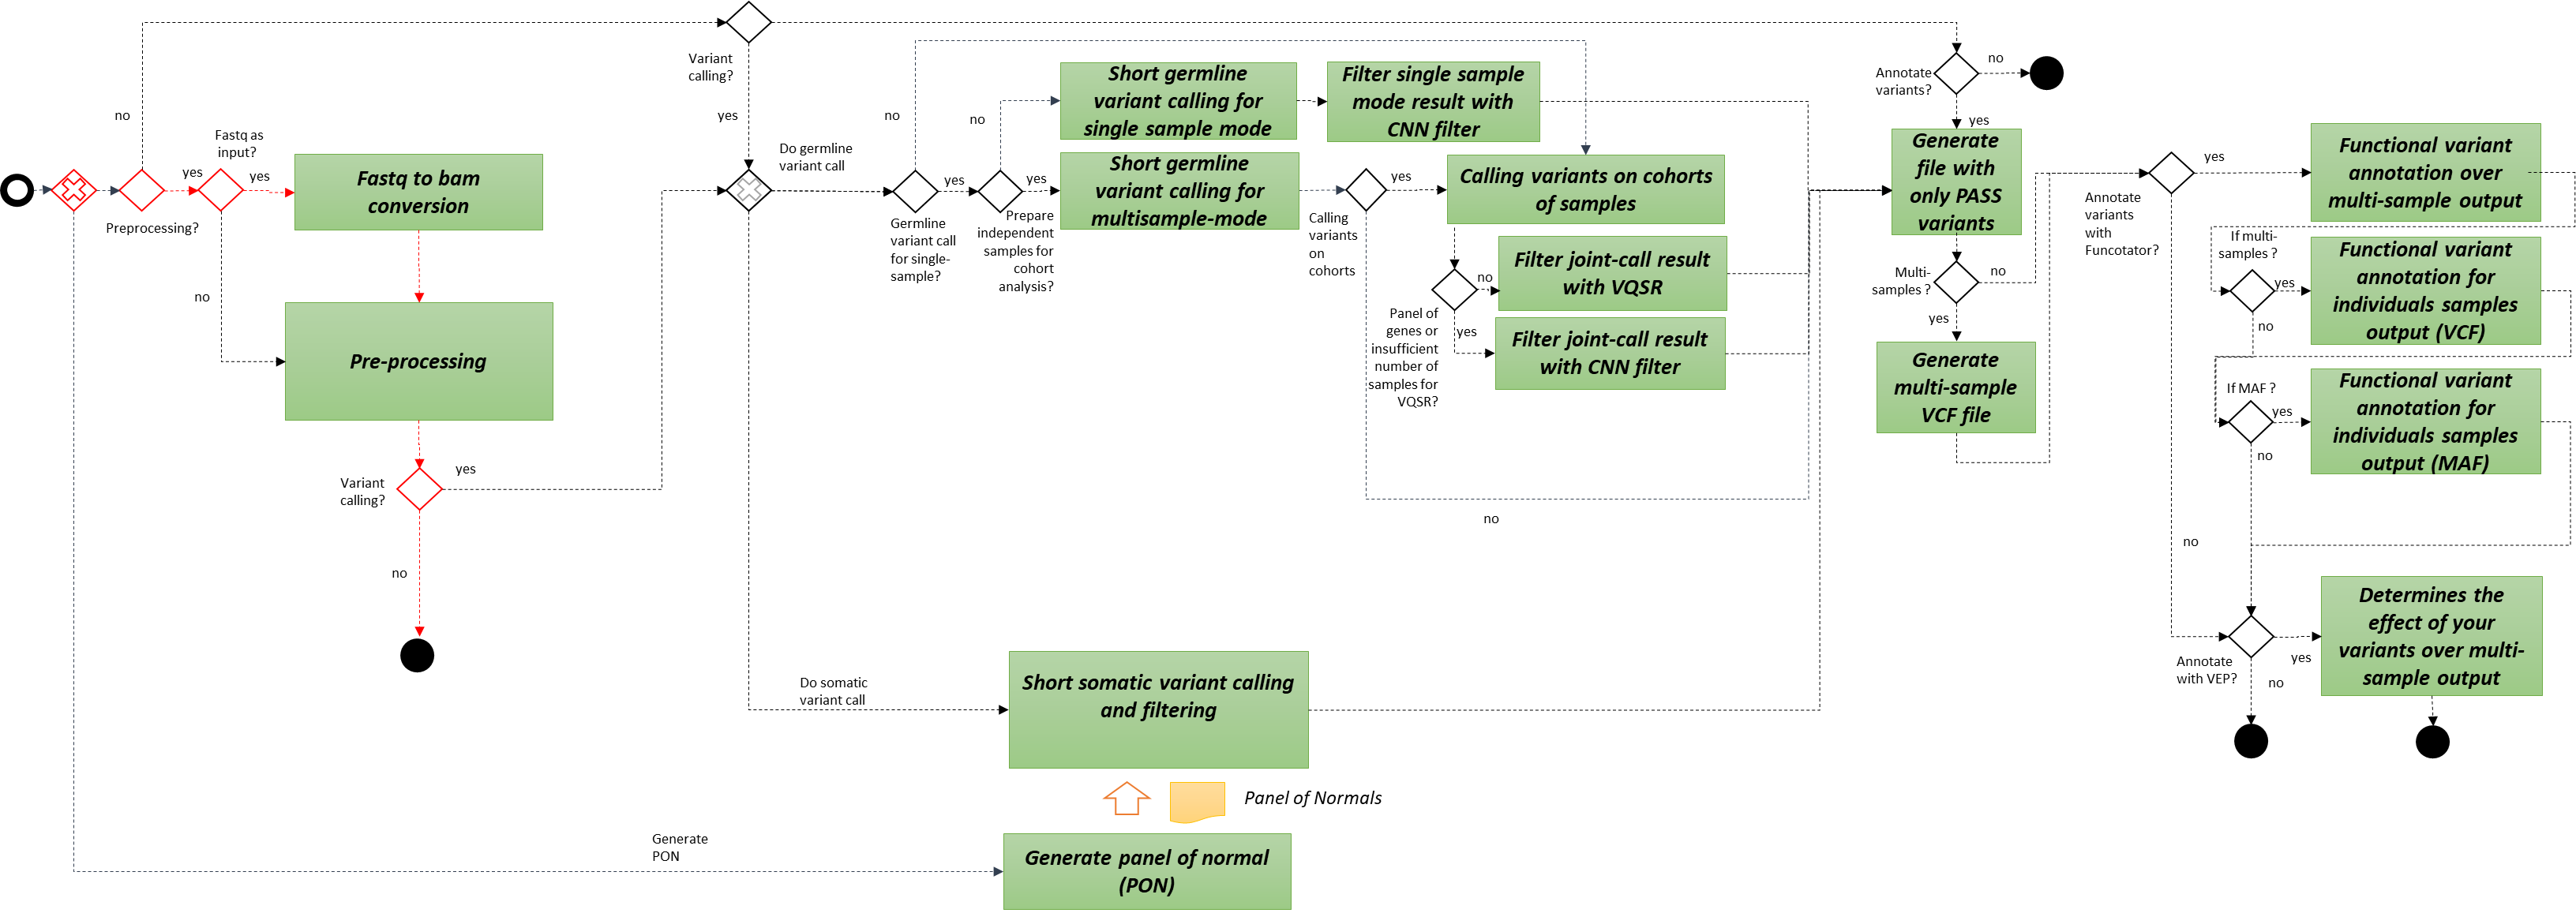 no
Fastq as
input?
yes
yes
Preprocessing?
no
Fastq to bam
conversion
Pre-processing
Variant
calling?
yes
no
Variant
calling?
yes
Do germline
variant call
no
yes
Germline
variant call
for single-
sample?
no
yes
Prepare
independent
samples for
cohort
analysis?
Short germline
variant calling for
single sample mode
Filter single sample
mode result with
CNN filter
Short germline
variant calling for
multisample-mode
yes
Calling
variants
on
cohorts
no
Calling variants on cohorts
of samples
no
yes
Panel of
genes or
insufficient
number of
samples for
VQSR?
Filter joint-call result
with VQSR
Filter joint-call result
with CNN filter
Do somatic
variant call
Short somatic variant calling
and filtering
Panel of Normals
Generate
PON
Generate panel of normal
(PON)
Annotate
variants?
no
yes
Generate
file with
only PASS
variants
Multi-
samples ?
no
yes
Generate
multi-sample
VCF file
yes
Annotate
variants
with
Funcotator?
no
Functional variant
annotation over
multi-sample output
If multi-
samples ?
yes
no
Functional variant
annotation for
individuals samples
output (VCF)
If MAF ?
yes
no
Functional variant
annotation for
individuals samples
output (MAF)
Annotate
with VEP?
yes
no
Determines the
effect of your
variants over multi-
sample output